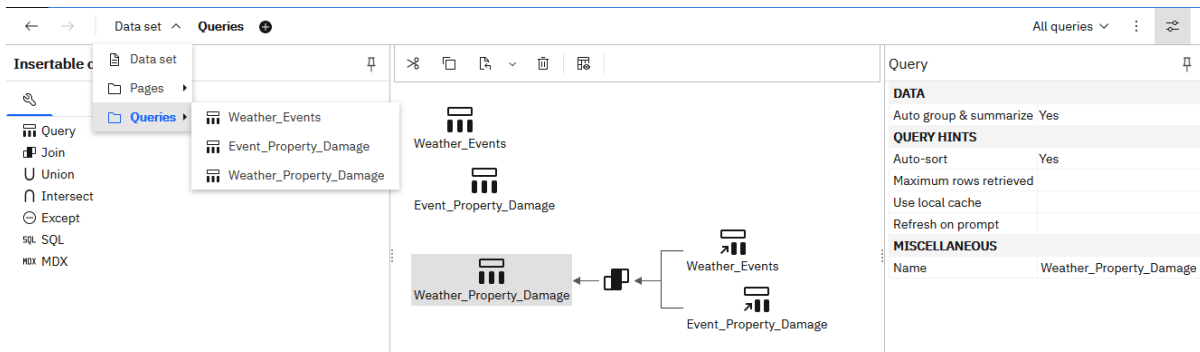 Data set
Queries
All queries
Insertable o
Data set
Pages
Queries
Weather_Events
Event_Property_Damage
Weather_Property_Damage
Query
Join
Union
Intersect
Except
SQL SQL
MDX MDX
Weather_Events
Event_Property_Damage
Weather_Property_Damage
Weather_Events
Event_Property_Damage
Query
DATA
Auto group & summarize Yes
QUERY HINTS
Auto-sort Yes
Maximum rows retrieved
Use local cache
Refresh on prompt
MISCELLANEOUS
Name Weather_Property_Damage